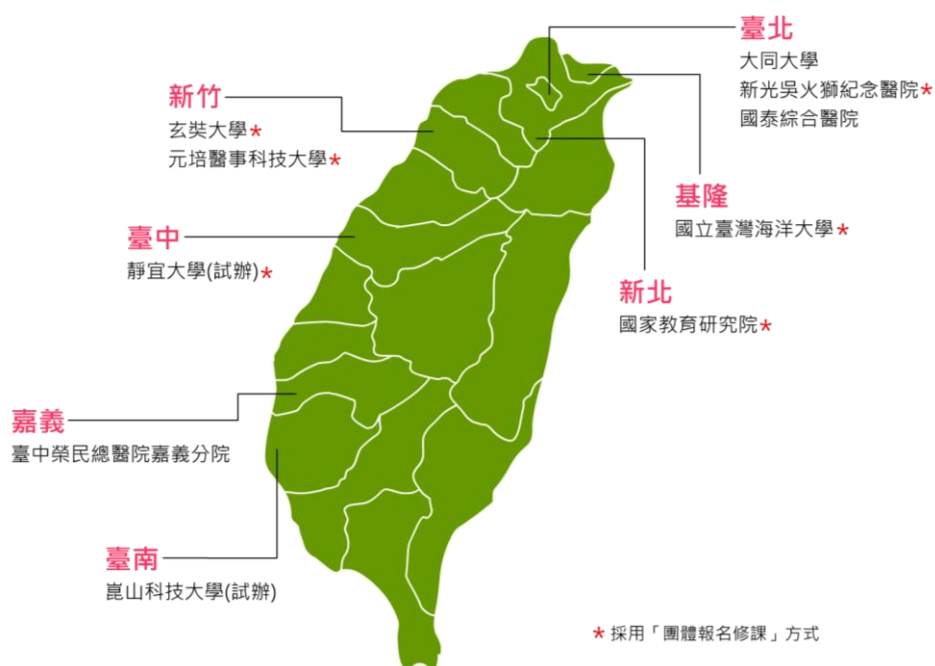 臺北
大同大學
新光吳火獅紀念醫院*
國泰綜合醫院
新竹
玄奘大學*
元培醫事科技大學*
基隆
國立臺灣海洋大學*
臺中
靜宜大學(試辦)*
新北
國家教育研究院*
嘉義
臺中榮民總醫院嘉義分院
臺南
崑山科技大學(試辦)
* 採用「團體報名修課」方式